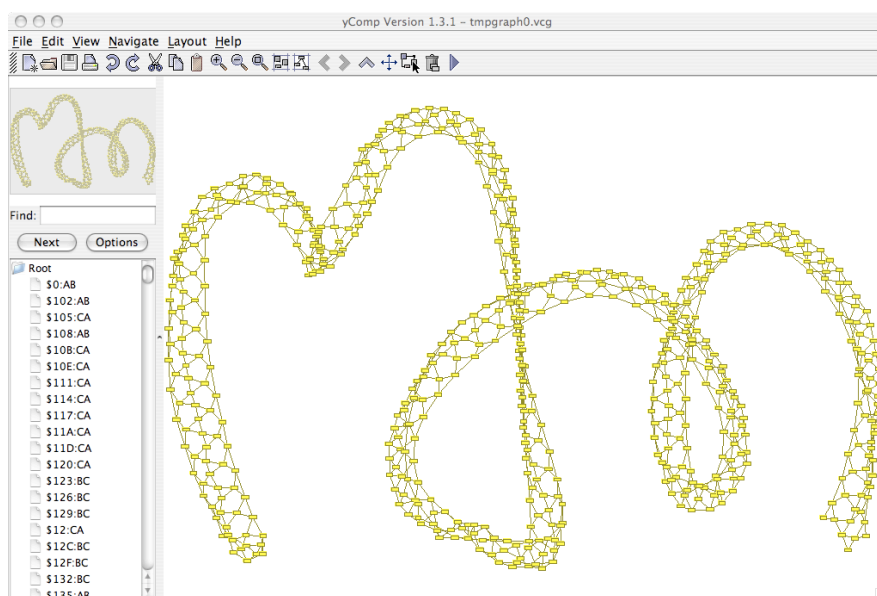 yComp Version 1.3.1 – tmpgraph0.vcg
File Edit View Navigate Layout Help
Find:
Next Options
Root
$0:AB
$102:AB
$105:CA
$108:AB
$10B:CA
$10E:CA
$111:CA
$114:CA
$117:CA
$11A:CA
$11D:CA
$120:CA
$123:BC
$126:BC
$129:BC
$12:CA
$12C:BC
$12F:BC
$132:BC
$135:AB